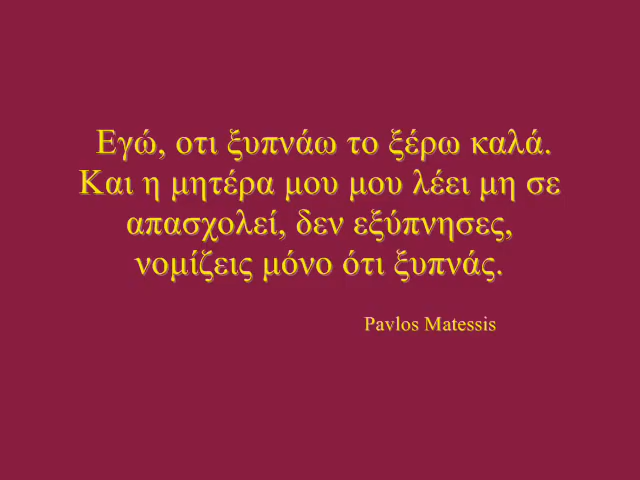 Εγώ, οτι ξυπνάω το ξέρω καλά.
Και η μητέρα μου μου λέει μη σε
απασχολεί, δεν εξύπνησες,
νομίζεις μόνο ότι ξυπνάς.
Pavlos Matessis